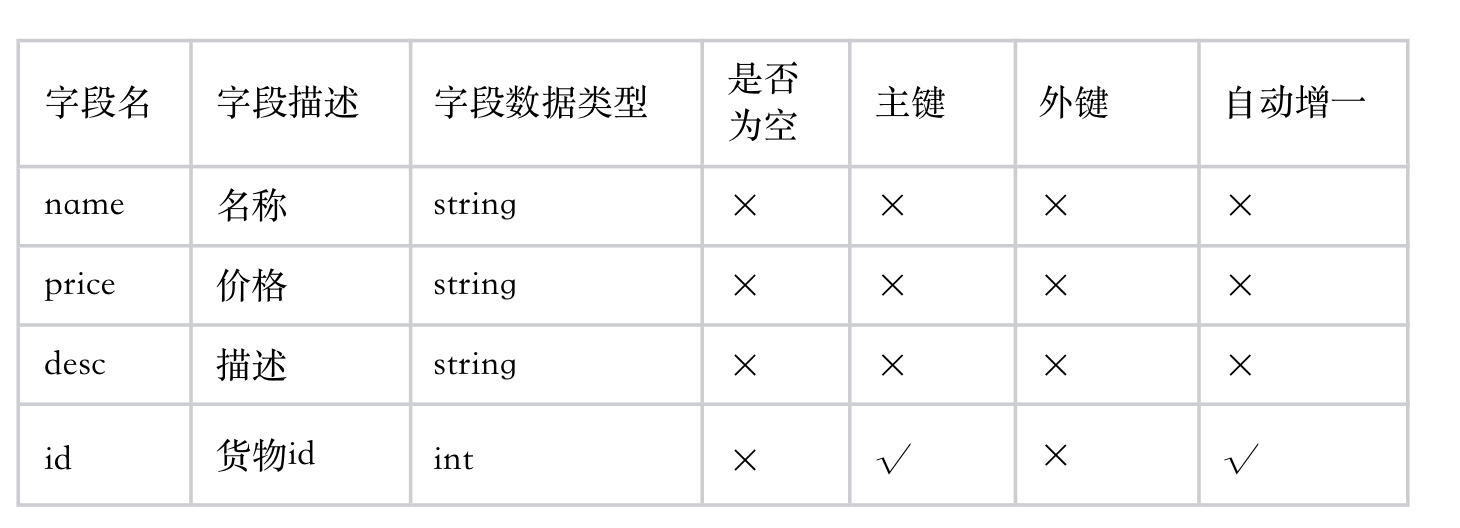 字段名 字段描述 字段数据类型 是否为空 主键 外键 自动增一
name 名称 string × × × ×
price 价格 string × × × ×
desc 描述 string × × × ×
id 货物id int × √ × √